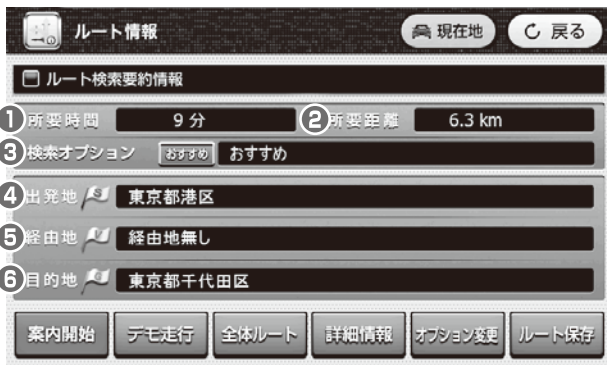 ルート情報 現在地 戻る
ルート検索要約情報
1 所要時間 9 分 2 所要距離 6.3 km
3 検索オプション おすすめ おすすめ
4 出発地 S 東京都港区
5 経由地 経由地無し
6 目的地 G 東京都千代田区
案内開始 デモ走行 全体ルート 詳細情報 オプション変更 ルート保存